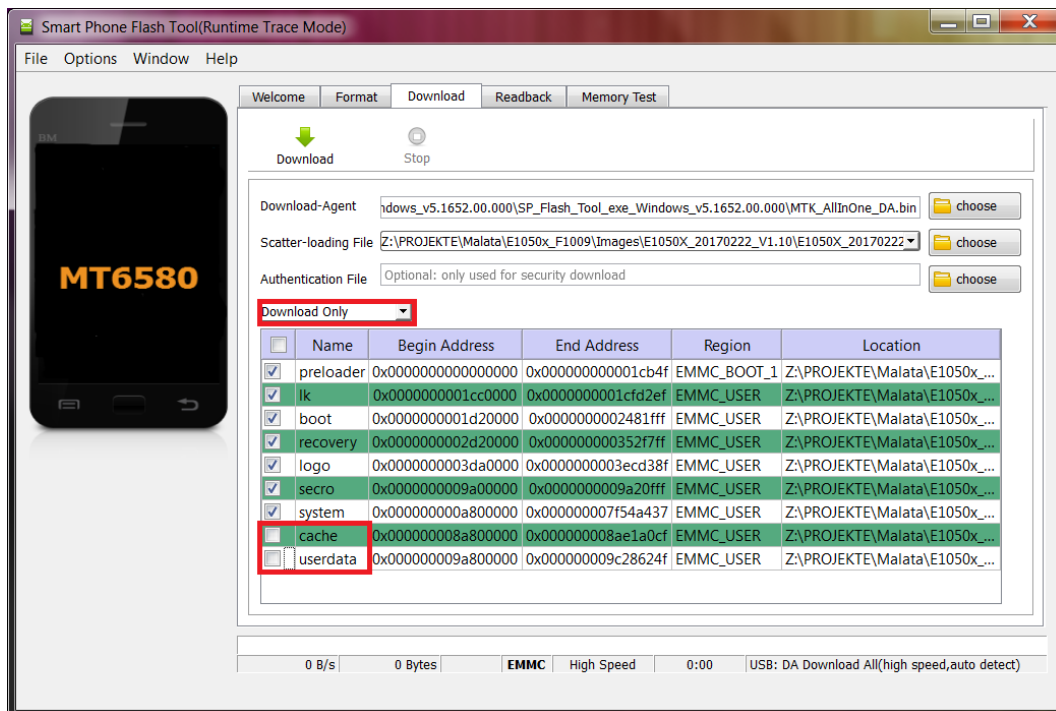 Smart Phone Flash Tool(Runtime Trace Mode)
File Options Window Help
Welcome Format Download Readback Memory Test
BM
MT6580
Download Stop
Download-Agent ndows_v5.1652.00.000\SP_Flash_Tool_exe_Windows_v5.1652.00.000\MTK_AllInOne_DA.bin choose
Scatter-loading File Z:\PROJEKTE\Malata\E1050x_F1009\Images\E1050X_20170222_V1.10\E1050X_20170222 choose
Authentication File Optional: only used for security download choose
Download Only
Name Begin Address End Address Region Location
preloader 0x0000000000000000 0x000000000001cb4f EMMC_BOOT_1 Z:\PROJEKTE\Malata\E1050x_...
lk 0x0000000001cc0000 0x0000000001cfd2ef EMMC_USER Z:\PROJEKTE\Malata\E1050x_...
boot 0x0000000001d20000 0x0000000002481fff EMMC_USER Z:\PROJEKTE\Malata\E1050x_...
recovery 0x0000000002d20000 0x000000000352f7ff EMMC_USER Z:\PROJEKTE\Malata\E1050x_...
logo 0x0000000003da0000 0x0000000003ecd38f EMMC_USER Z:\PROJEKTE\Malata\E1050x_...
secro 0x0000000009a00000 0x0000000009a20fff EMMC_USER Z:\PROJEKTE\Malata\E1050x_...
system 0x000000000a800000 0x000000007f54a437 EMMC_USER Z:\PROJEKTE\Malata\E1050x_...
cache 0x000000008a800000 0x000000008ae1a0cf EMMC_USER Z:\PROJEKTE\Malata\E1050x_...
userdata 0x000000009a800000 0x000000009c28624f EMMC_USER Z:\PROJEKTE\Malata\E1050x_...
0 B/s 0 Bytes EMMC High Speed 0:00 USB: DA Download All(high speed,auto detect)